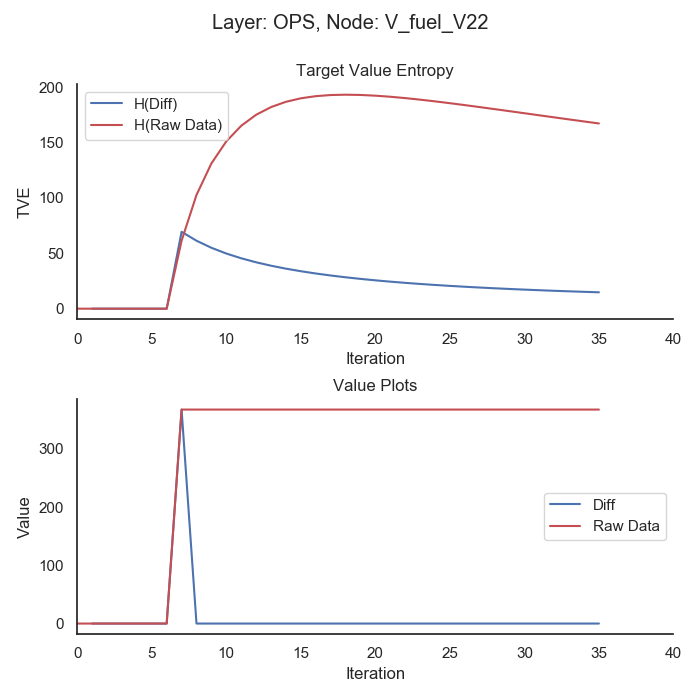 Layer: OPS, Node: V_fuel_V22
Target Value Entropy
H(Diff)
H(Raw Data)
200
150
100
50
0
TVE
0 5 10 15 20 25 30 35 40
Iteration
Value Plots
Diff
Raw Data
300
200
100
0
Value
0 5 10 15 20 25 30 35 40
Iteration